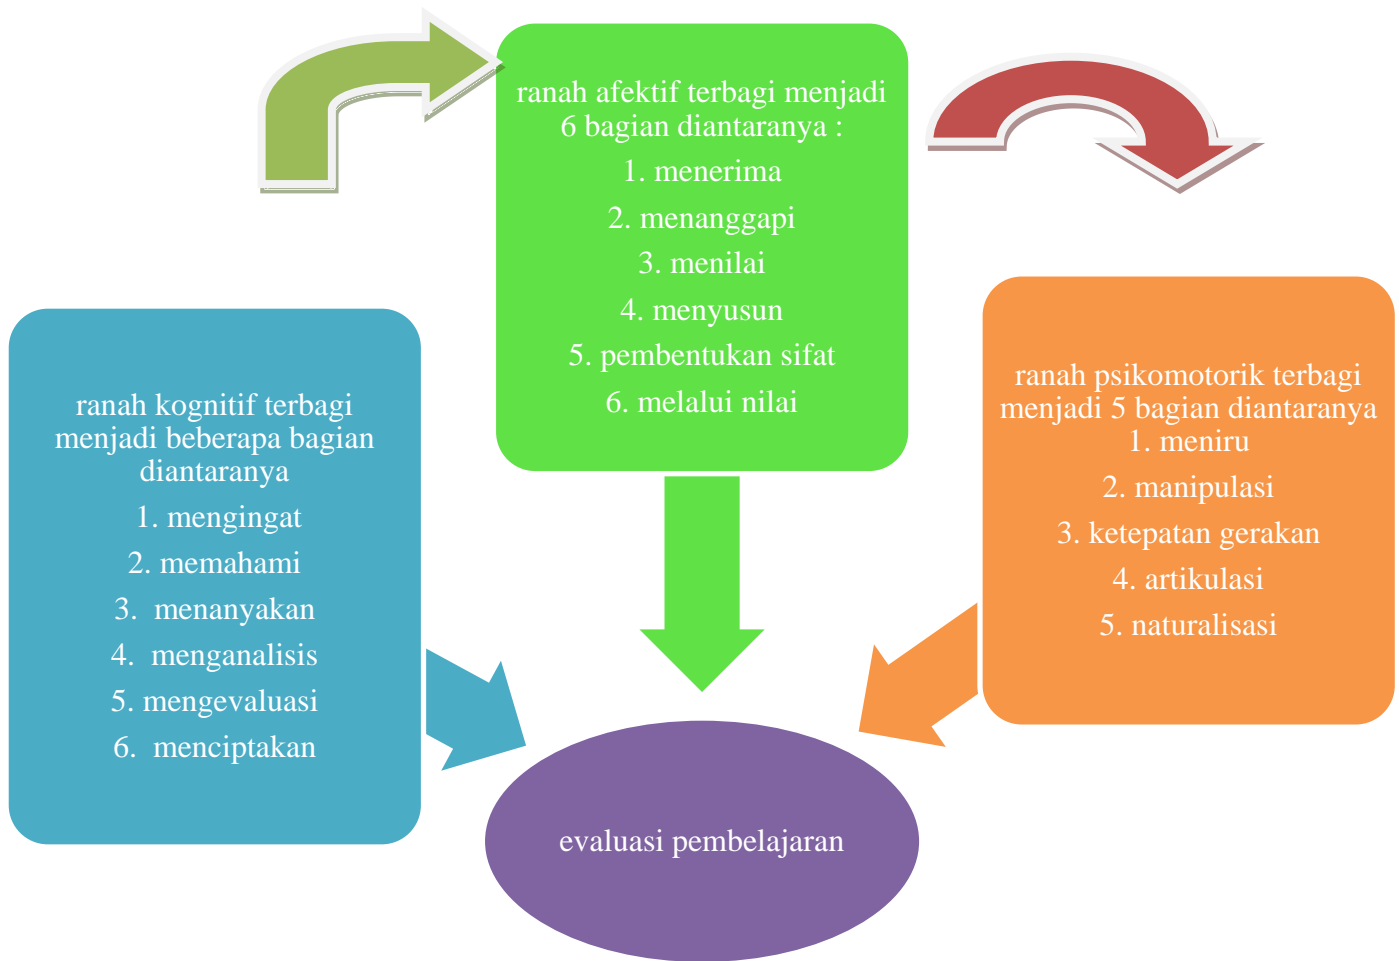 ranah kognitif terbagi
menjadi beberapa bagian
diantaranya
1. mengingat
2. memahami
3. menanyakan
4. menganalisis
5. mengevaluasi
6. menciptakan
ranah afektif terbagi menjadi
6 bagian diantaranya :
1. menerima
2. menanggapi
3. menilai
4. menyusun
5. pembentukan sifat
6. melalui nilai
ranah psikomotorik terbagi
menjadi 5 bagian diantaranya
1. meniru
2. manipulasi
3. ketepatan gerakan
4. artikulasi
5. naturalisasi
evaluasi pembelajaran